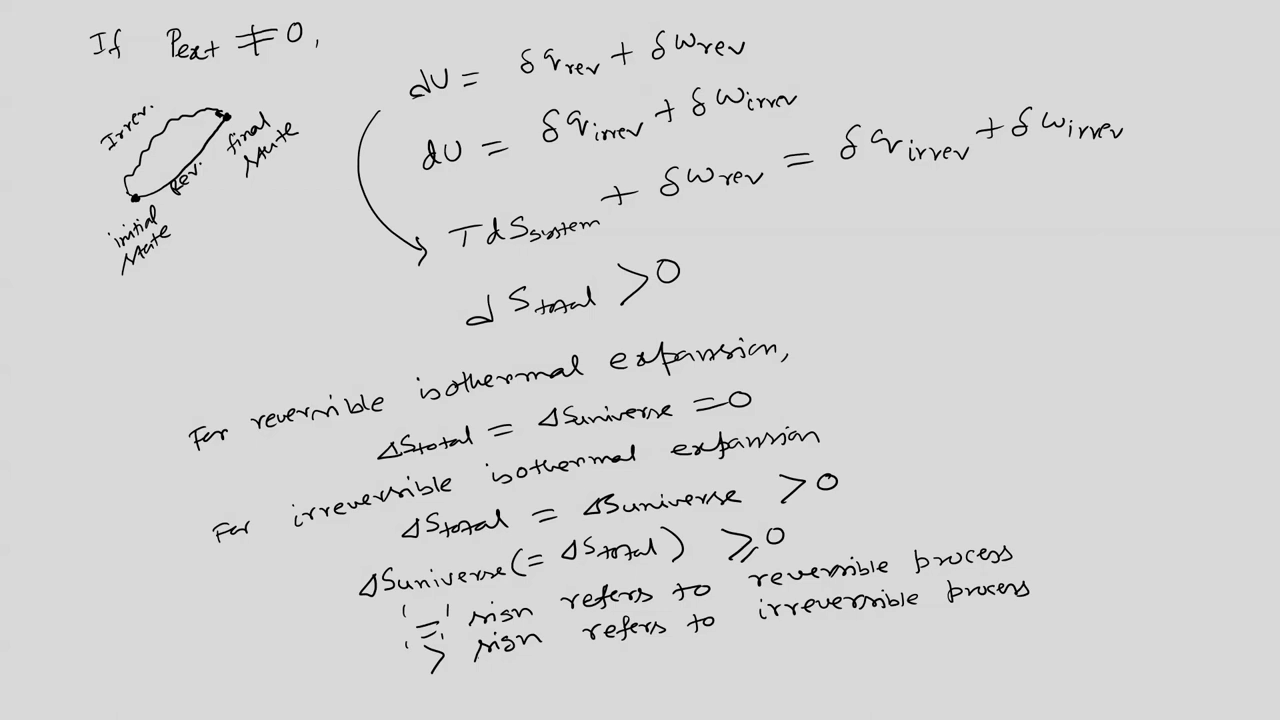 If Pext ≠ 0,
dU = δqrev + δwrev
dU = δqirrev + δwirrev
TdSsystem + δwrev = δqirrev + δwirrev
Irrev.
Rev.
final
state
initial
state
dStotal > 0
For reversible isothermal expansion,
ΔStotal = ΔSuniverse = 0
For irreversible isothermal expansion
ΔStotal = ΔSuniverse > 0
ΔSuniverse (= ΔStotal) ≥ 0
'=' sign refers to reversible process
'>' sign refers to irreversible process